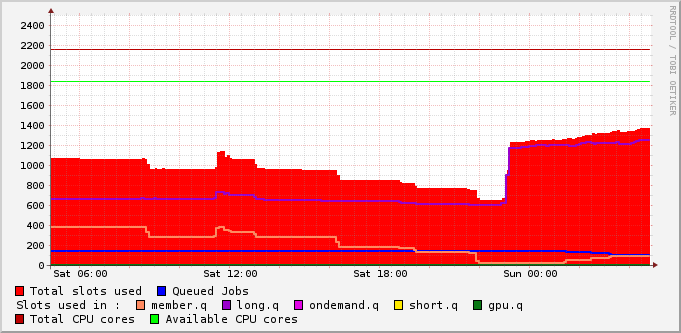 2400
2200
2000
1800
1600
1400
1200
1000
800
600
400
200
0
Sat 06:00 Sat 12:00 Sat 18:00 Sun 00:00
RRDTOOL / TOBI OETIKER
Total slots used Queued Jobs
Slots used in : member.q long.q ondemand.q short.q gpu.q
Total CPU cores Available CPU cores